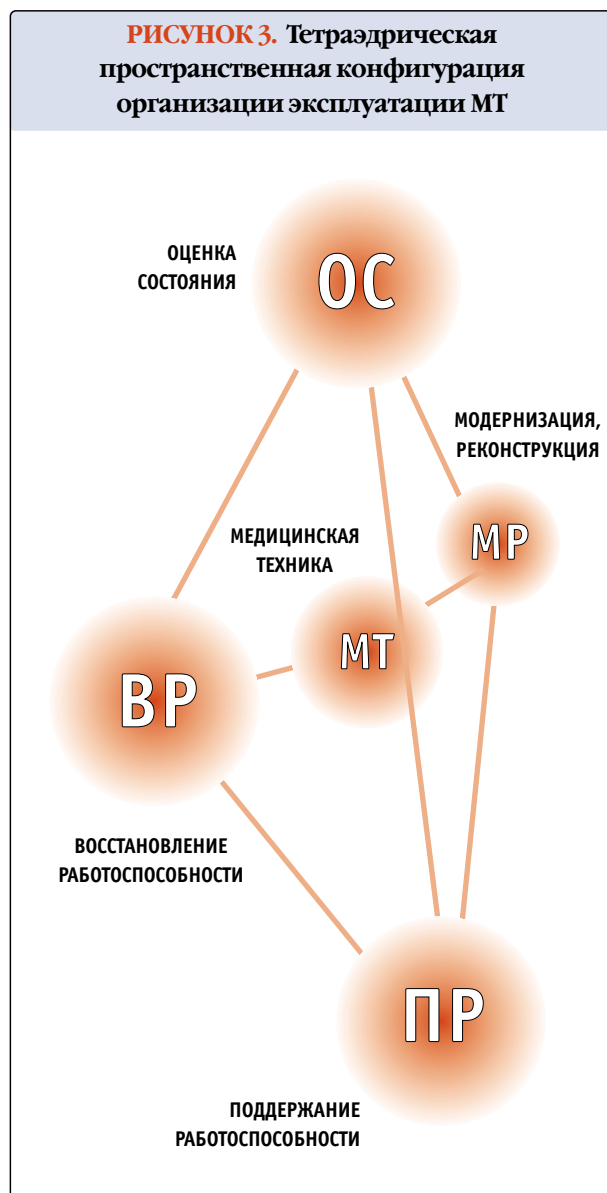 РИСУНОК 3. Тетраэдрическая
пространственная конфигурация
организации эксплуатации МТ
ОЦЕНКА
СОСТОЯНИЯ
ОС
МОДЕРНИЗАЦИЯ,
РЕКОНСТРУКЦИЯ
МР
МЕДИЦИНСКАЯ
ТЕХНИКА
МТ
ВР
ВОССТАНОВЛЕНИЕ
РАБОТОСПОСОБНОСТИ
ПР
ПОДДЕРЖАНИЕ
РАБОТОСПОСОБНОСТИ